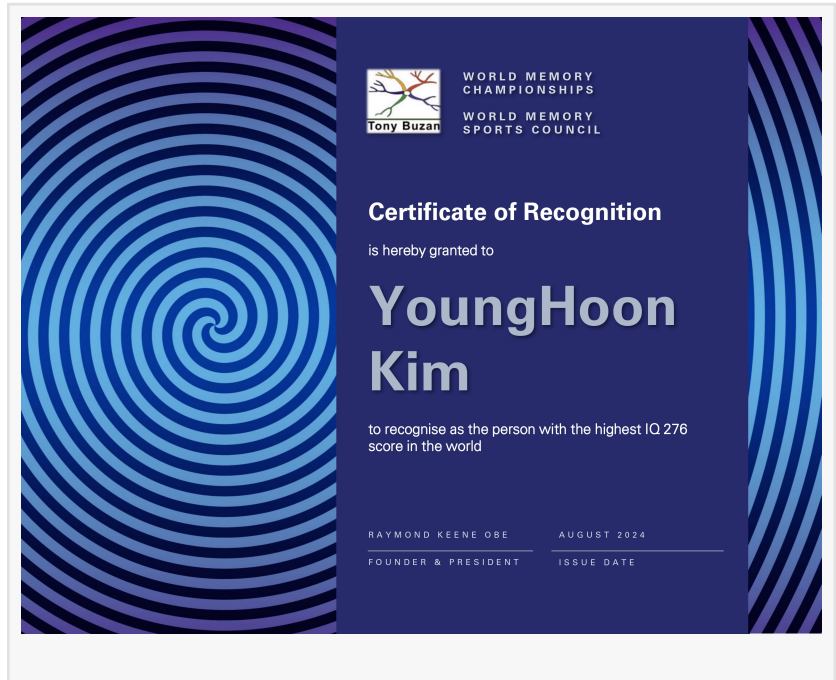 Tony Buzan
WORLD MEMORY
CHAMPIONSHIPS
WORLD MEMORY
SPORTS COUNCIL
Certificate of Recognition
is hereby granted to
YoungHoon
Kim
to recognise as the person with the highest IQ 276
score in the world
RAYMOND KEENE OBE
FOUNDER & PRESIDENT
AUGUST 2024
ISSUE DATE